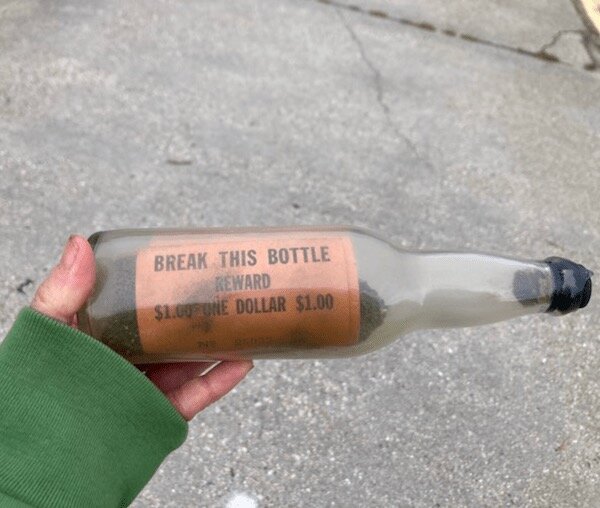 BREAK THIS BOTTLE
REWARD
$1.00 ONE DOLLAR $1.00